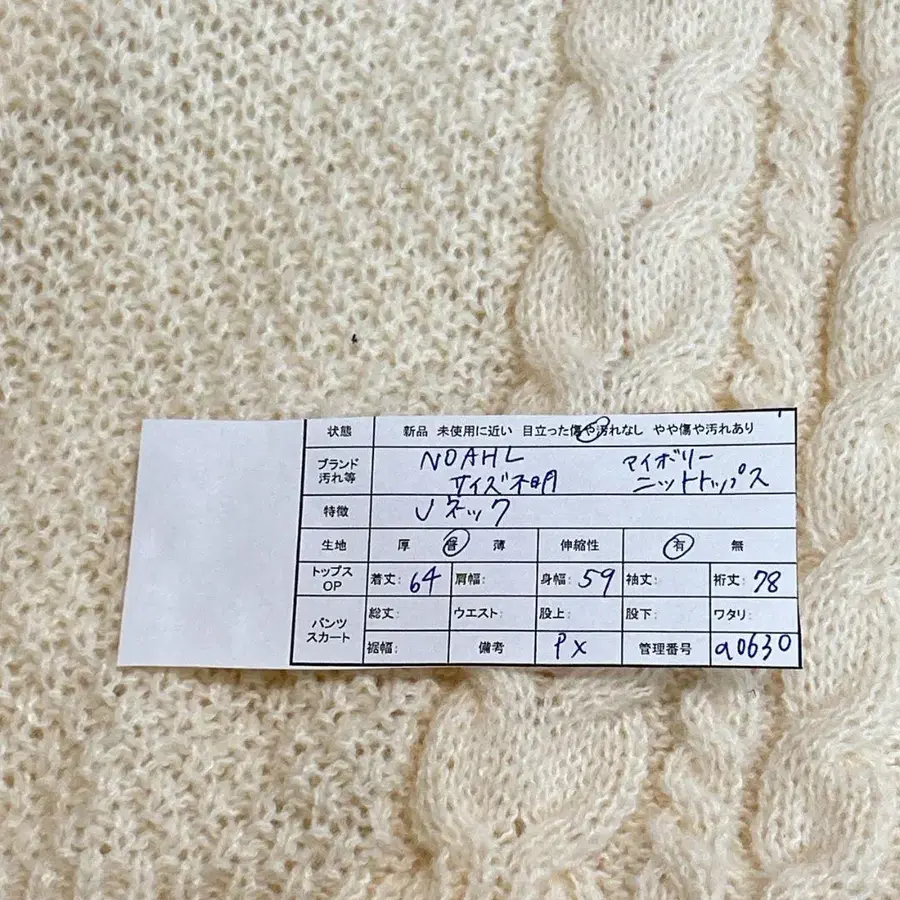 状態 新品 未使用に近い 目立った傷や汚れなし やや傷や汚れあり
ブランド 汚れ等 NOAHL アイボリー
サイズ不明 ニットトップス
特徴 Vネック
生地 厚 普 薄 伸縮性 有 無
トップス OP 着丈: 64 肩幅: 身幅: 59 袖丈: 裄丈: 78
パンツ スカート 総丈: ウエスト: 股上: 股下: ワタリ:
裾幅: 備考 PX 管理番号 a0630